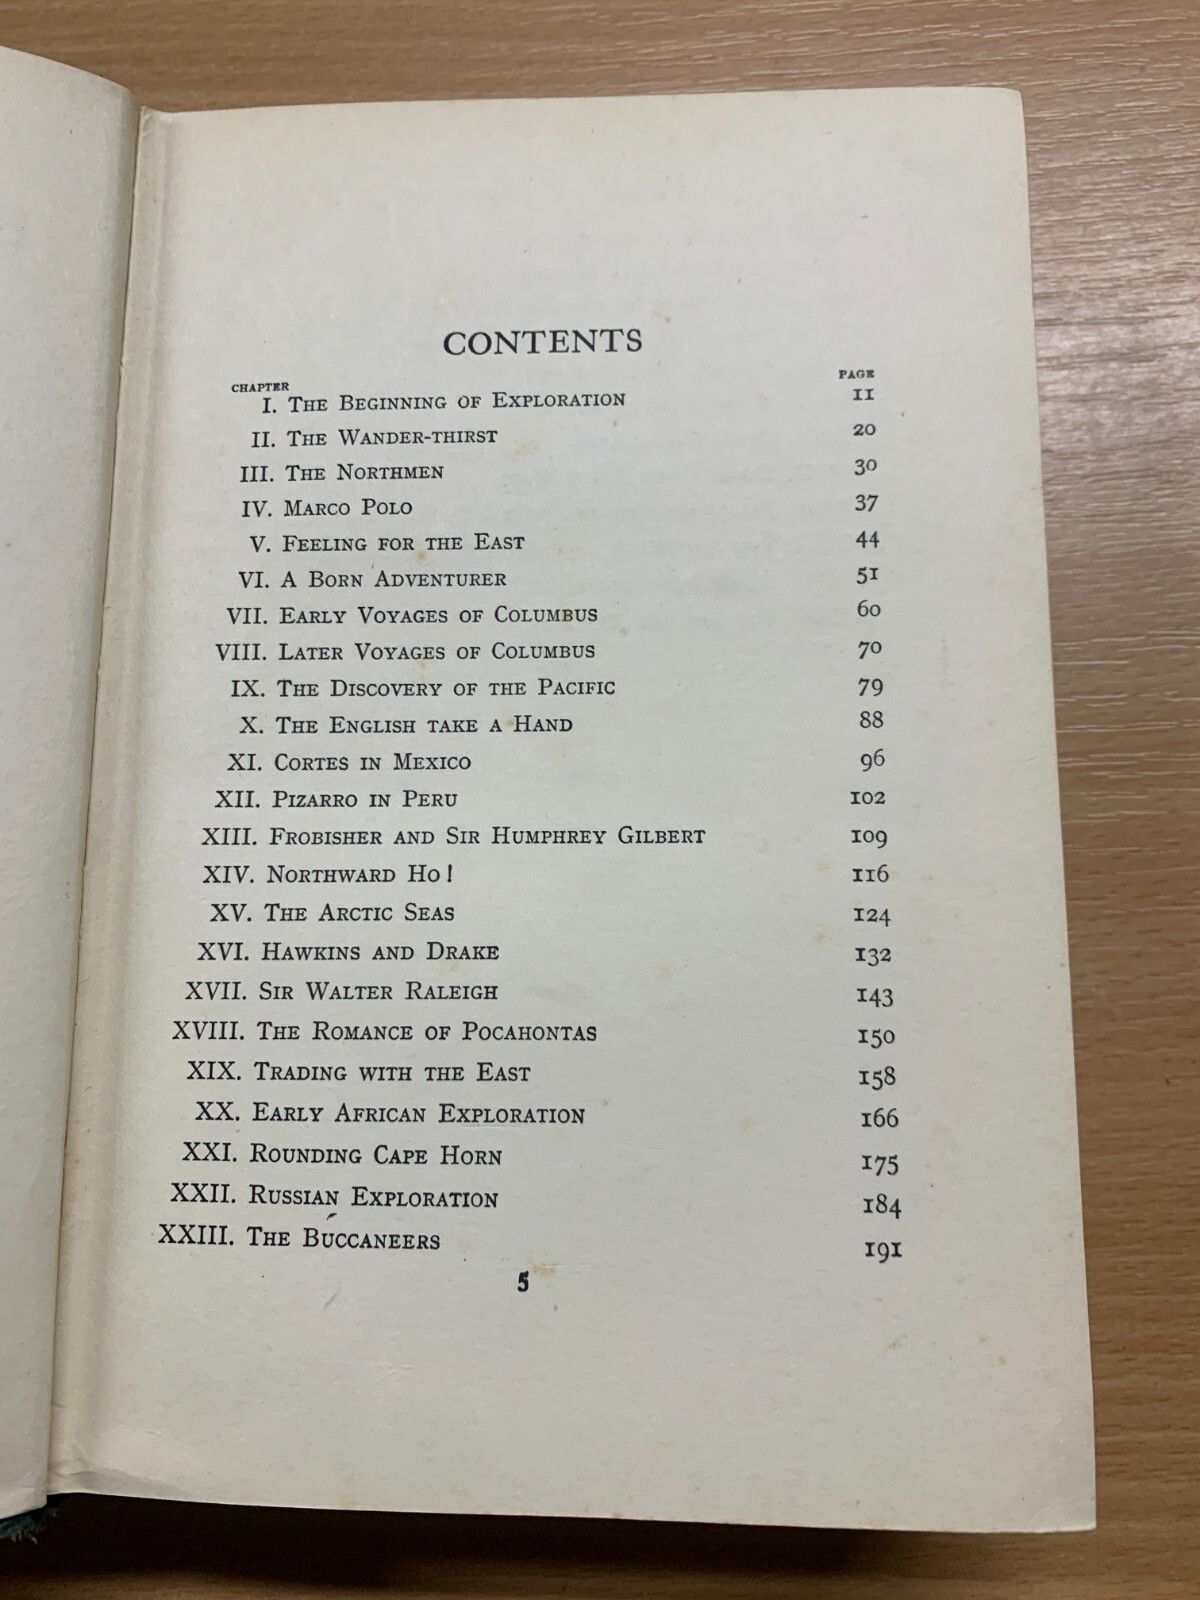 CONTENTS
CHAPTER PAGE
I. THE BEGINNING OF EXPLORATION 11
II. THE WANDER-THIRST 20
III. THE NORTHMEN 30
IV. MARCO POLO 37
V. FEELING FOR THE EAST 44
VI. A BORN ADVENTURER 51
VII. EARLY VOYAGES OF COLUMBUS 60
VIII. LATER VOYAGES OF COLUMBUS 70
IX. THE DISCOVERY OF THE PACIFIC 79
X. THE ENGLISH TAKE A HAND 88
XI. CORTES IN MEXICO 96
XII. PIZARRO IN PERU 102
XIII. FROBISHER AND SIR HUMPHREY GILBERT 109
XIV. NORTHWARD HO! 116
XV. THE ARCTIC SEAS 124
XVI. HAWKINS AND DRAKE 132
XVII. SIR WALTER RALEIGH 143
XVIII. THE ROMANCE OF POCAHONTAS 150
XIX. TRADING WITH THE EAST 158
XX. EARLY AFRICAN EXPLORATION 166
XXI. ROUNDING CAPE HORN 175
XXII. RUSSIAN EXPLORATION 184
XXIII. THE BUCCANEERS 191
5